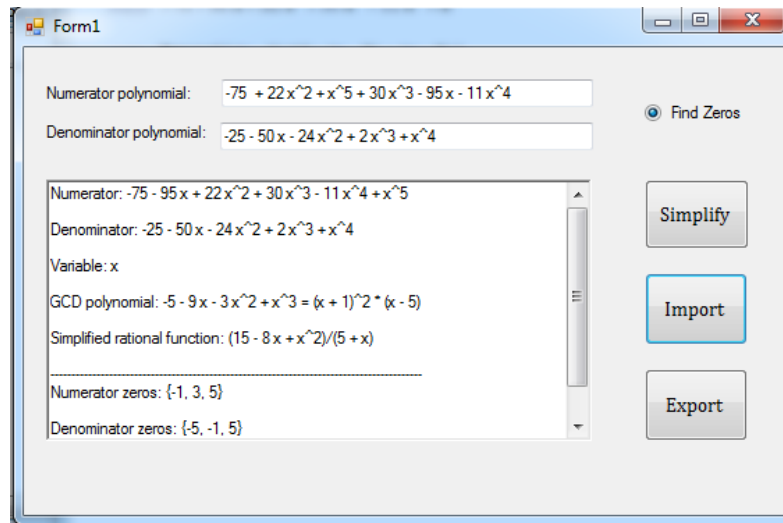 Form1
Numerator polynomial: -75 + 22 x^2 + x^5 + 30 x^3 - 95 x - 11 x^4
Find Zeros
Denominator polynomial: -25 - 50 x - 24 x^2 + 2 x^3 + x^4
Numerator: -75 - 95 x + 22 x^2 + 30 x^3 - 11 x^4 + x^5
Denominator: -25 - 50 x - 24 x^2 + 2 x^3 + x^4
Variable: x
GCD polynomial: -5 - 9 x - 3 x^2 + x^3 = (x + 1)^2 * (x - 5)
Simplified rational function: (15 - 8 x + x^2)/(5 + x)
Numerator zeros: {-1, 3, 5}
Denominator zeros: {-5, -1, 5}
Simplify
Import
Export